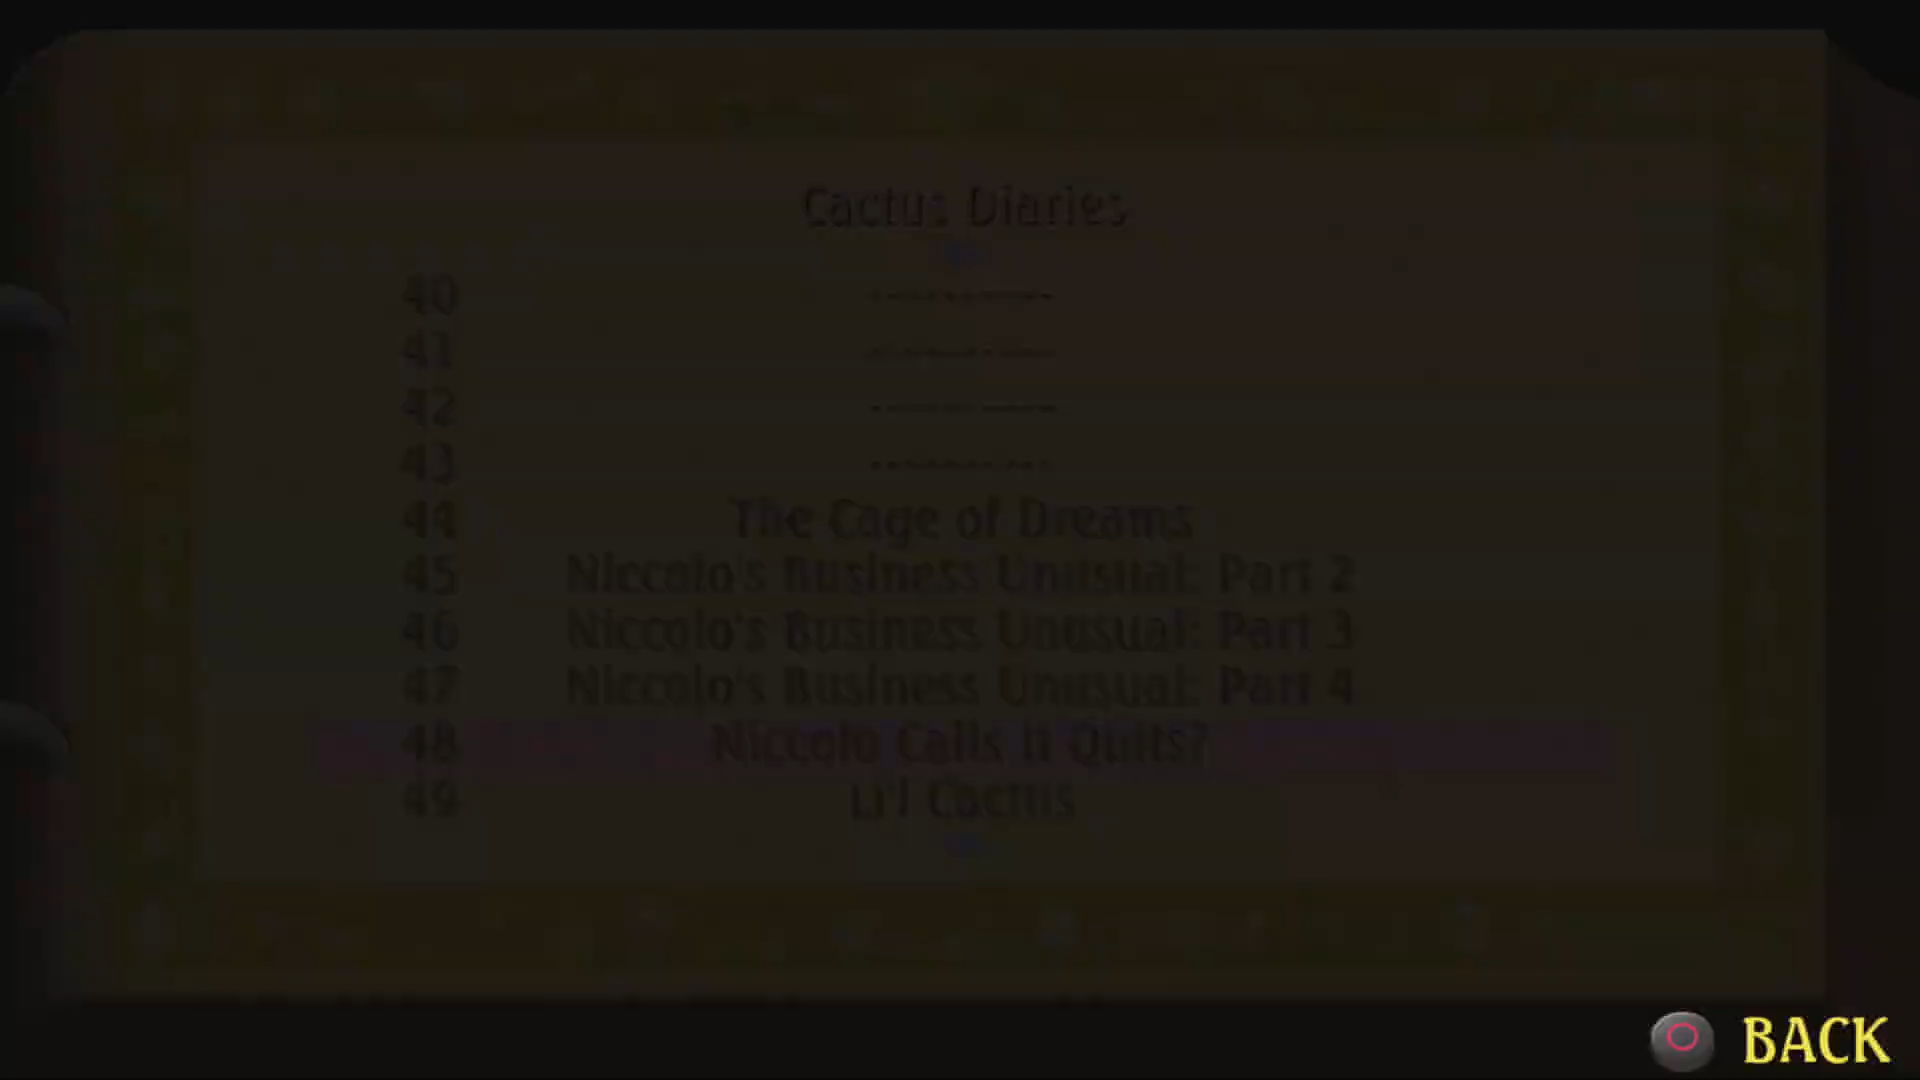 Cactus Diaries
40 ----------
41 ----------
42 ----------
43 ----------
44 The Cage of Dreams
45 Niccolo's Business Unusual: Part 2
46 Niccolo's Business Unusual: Part 3
47 Niccolo's Business Unusual: Part 4
48 Niccolo Calls It Quits?
49 Li'l Cactus
BACK